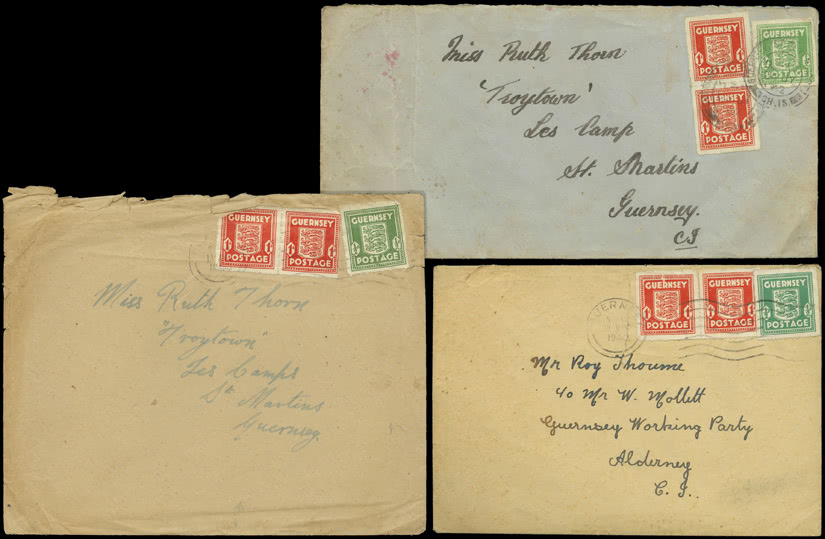 GUERNSEY
POSTAGE
GUERNSEY
POSTAGE
GUERNSEY
POSTAGE
Miss Ruth Thorn
'Troytown'
Les Camp
St. Martins
Guernsey.
C.I
GUERNSEY
POSTAGE
GUERNSEY
POSTAGE
GUERNSEY
POSTAGE
Miss Ruth Thorn
"Troytown"
Les Camps
St Martins
Guernsey.
GUERNSEY
POSTAGE
GUERNSEY
POSTAGE
GUERNSEY
POSTAGE
Mr Roy Thoume
c/o Mr W. Mollett
Guernsey Working Party
Alderney
C.I.